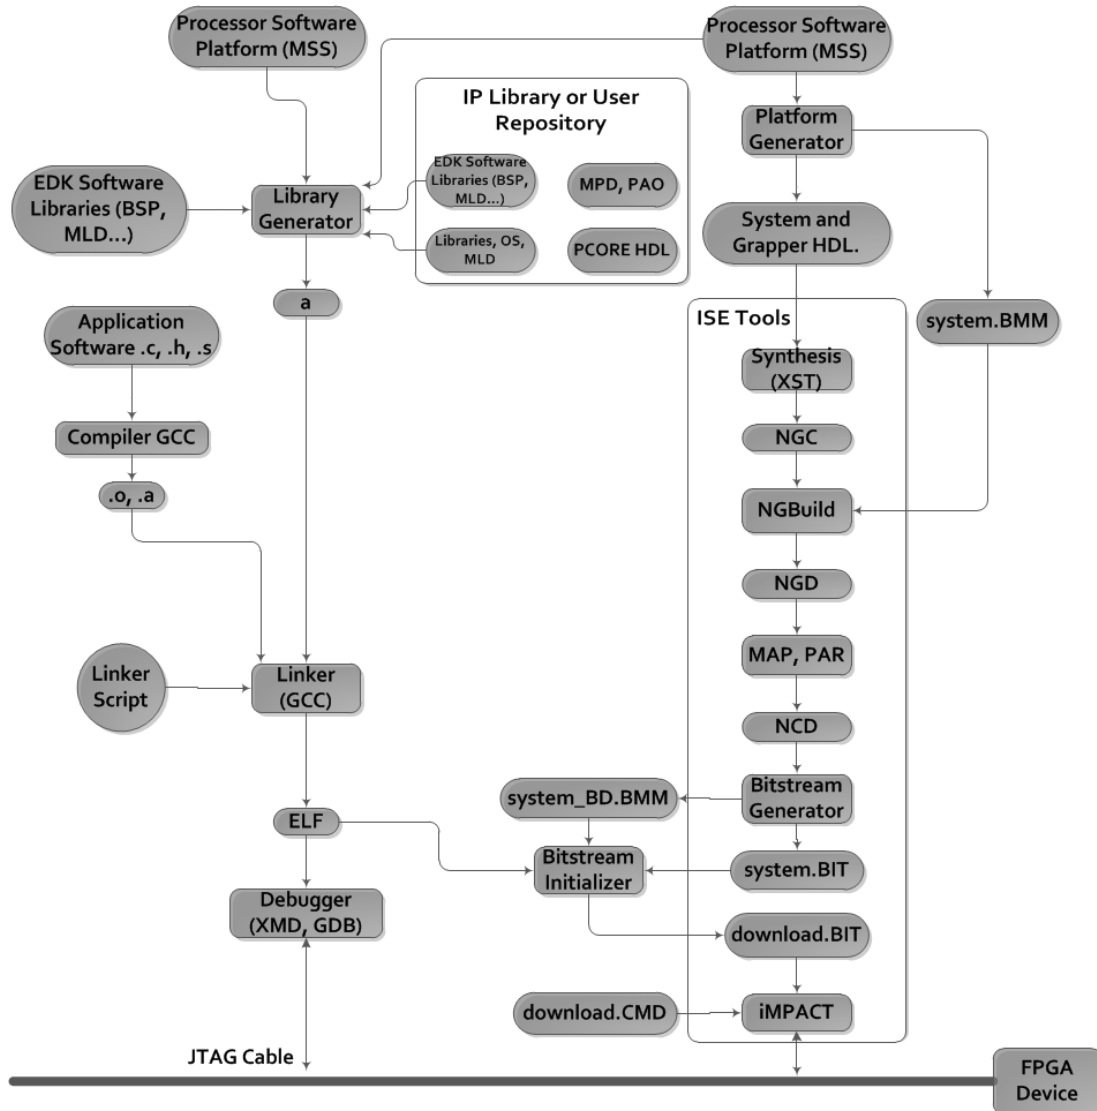 Processor Software
Platform (MSS)
Processor Software
Platform (MSS)
IP Library or User
Repository
Platform
Generator
EDK Software
Libraries (BSP,
MLD...)
MPD, PAO
EDK Software
Libraries (BSP,
MLD...)
Library
Generator
System and
Grapper HDL.
Libraries, OS,
MLD
PCORE HDL
a
ISE Tools
system.BMM
Application
Software .c, .h, .s
Synthesis
(XST)
Compiler GCC
NGC
.o, .a
NGBuild
NGD
Linker
Script
Linker
(GCC)
MAP, PAR
NCD
system_BD.BMM
Bitstream
Generator
ELF
Bitstream
Initializer
system.BIT
Debugger
(XMD, GDB)
download.BIT
download.CMD
iMPACT
JTAG Cable
FPGA
Device